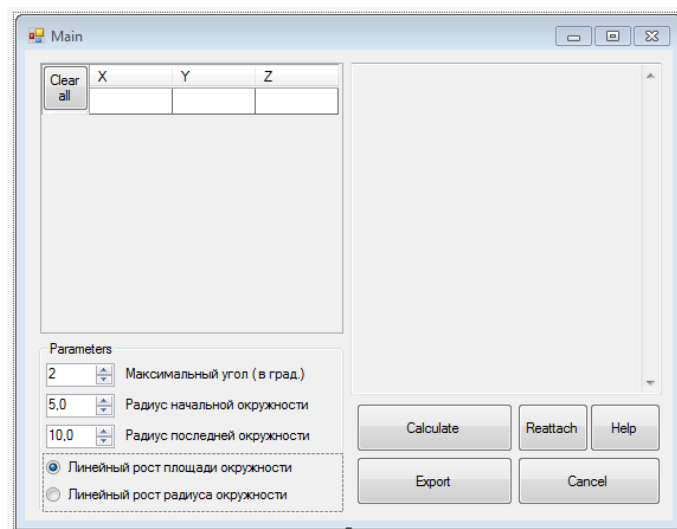 Main
Clear all
X Y Z
Parameters
2 Максимальный угол ( в град.)
5,0 Радиус начальной окружности
10,0 Радиус последней окружности
Линейный рост площади окружности
Линейный рост радиуса окружности
Calculate Reattach Help
Export Cancel